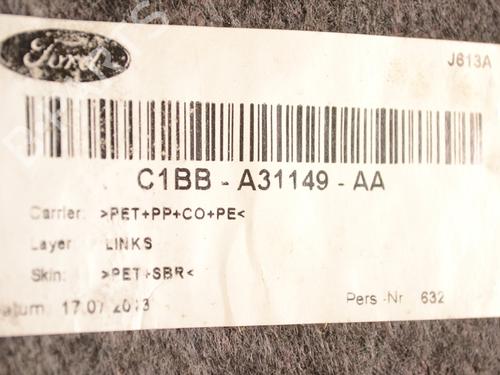 Ford
J613A
C1BB - A31149 - AA
Carrier: >PET+PP+CO+PE<
Layer LINKS
Skin: >PET+SBR<
atum 17.07 2013
Pers Nr 632